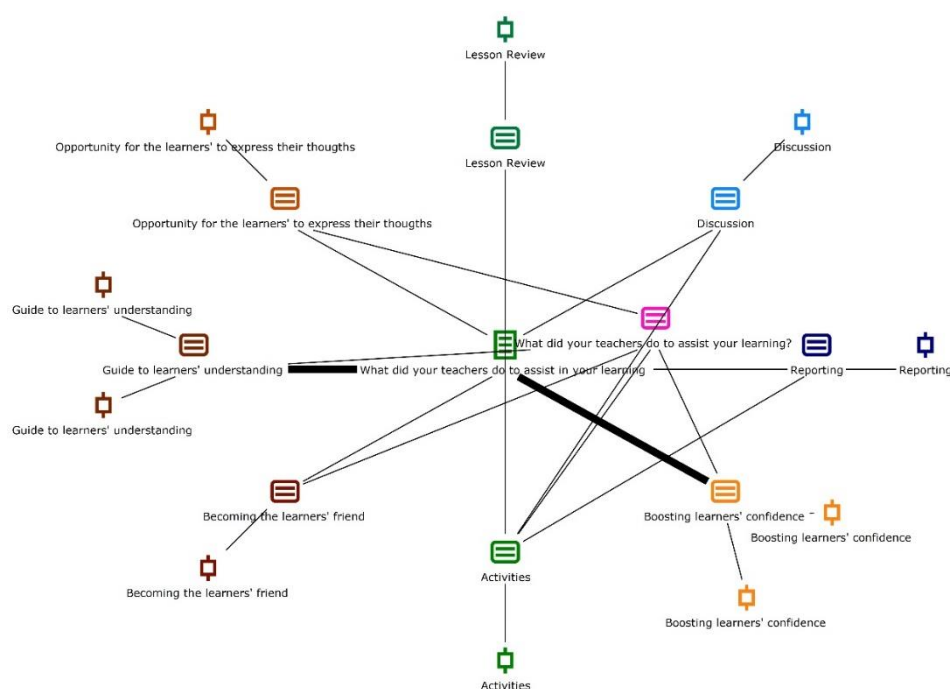 Lesson Review
Opportunity for the learners' to express their thougths
Discussion
Lesson Review
Opportunity for the learners' to express their thougths
Discussion
Guide to learners' understanding
What did your teachers do to assist your learning?
Guide to learners' understanding
What did your teachers do to assist in your learning
Reporting
Reporting
Guide to learners' understanding
Becoming the learners' friend
Boosting learners' confidence
Boosting learners' confidence
Activities
Becoming the learners' friend
Boosting learners' confidence
Activities